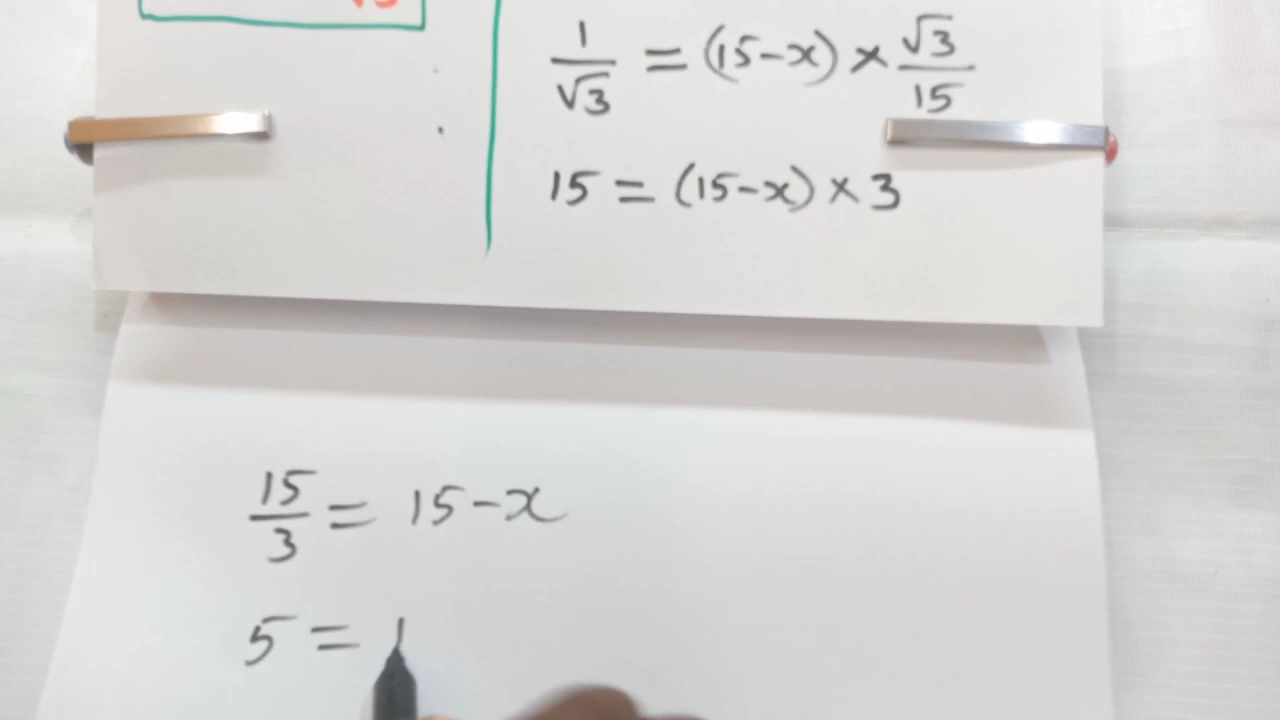 1/√3 = (15-x) × √3/15
15 = (15-x) × 3
15/3 = 15-x
5 = 1